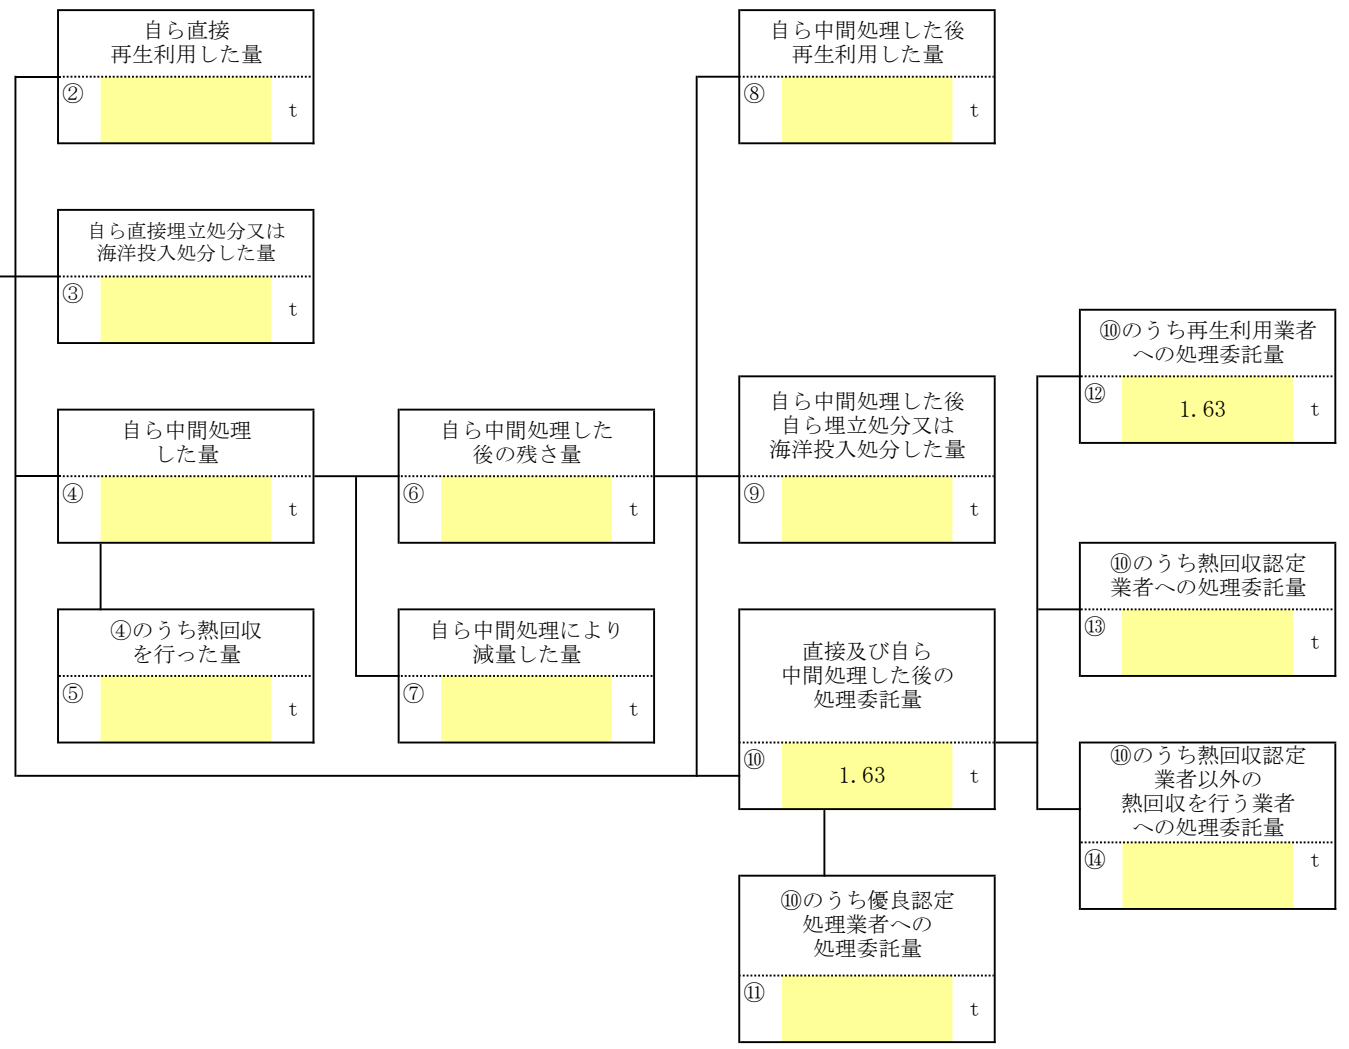 自ら直接
再生利用した量
②
t
自ら中間処理した後
再生利用した量
⑧
t
自ら直接埋立処分又は
海洋投入処分した量
③
t
⑩のうち再生利用業者
への処理委託量
⑫
1.63
t
自ら中間処理
した量
④
t
自ら中間処理した
後の残さ量
⑥
t
自ら中間処理した後
自ら埋立処分又は
海洋投入処分した量
⑨
t
⑩のうち熱回収認定
業者への処理委託量
⑬
t
④のうち熱回収
を行った量
⑤
t
自ら中間処理により
減量した量
⑦
t
直接及び自ら
中間処理した後の
処理委託量
⑩
1.63
t
⑩のうち熱回収認定
業者以外の
熱回収を行う業者
への処理委託量
⑭
t
⑩のうち優良認定
処理業者への
処理委託量
⑪
t